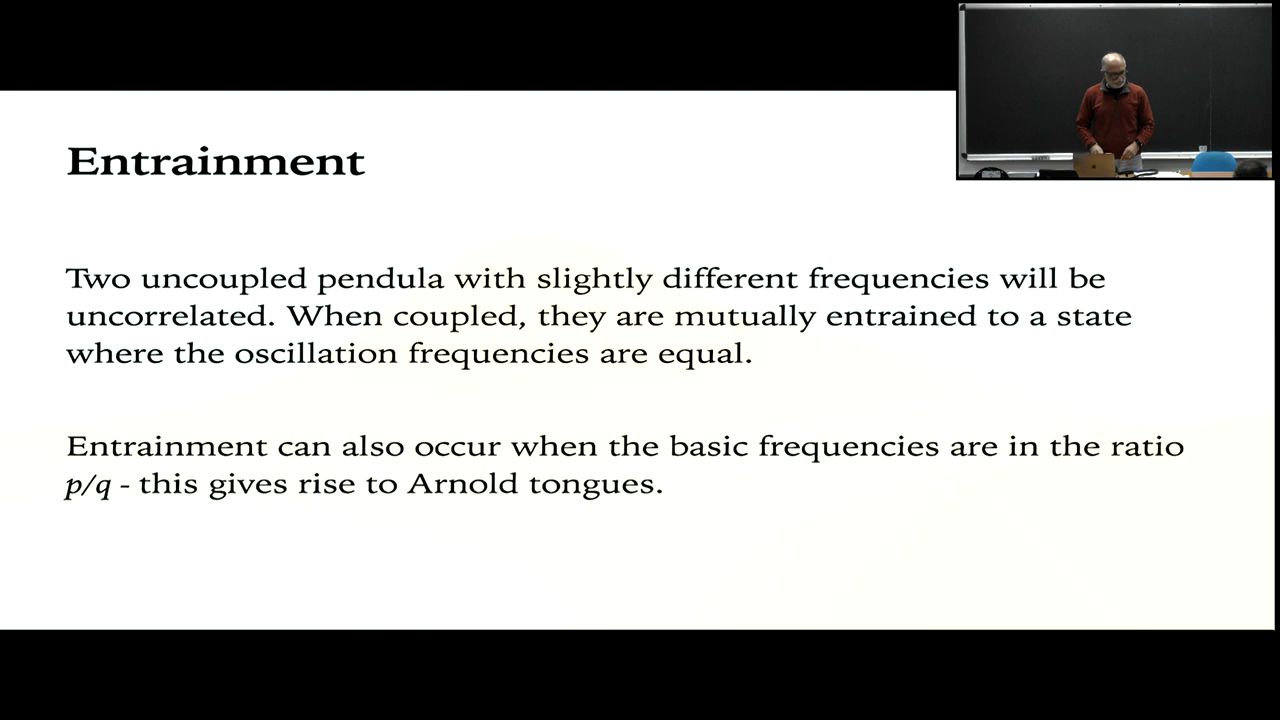 Entrainment
Two uncoupled pendula with slightly different frequencies will be
uncorrelated. When coupled, they are mutually entrained to a state
where the oscillation frequencies are equal.
Entrainment can also occur when the basic frequencies are in the ratio
p/q - this gives rise to Arnold tongues.